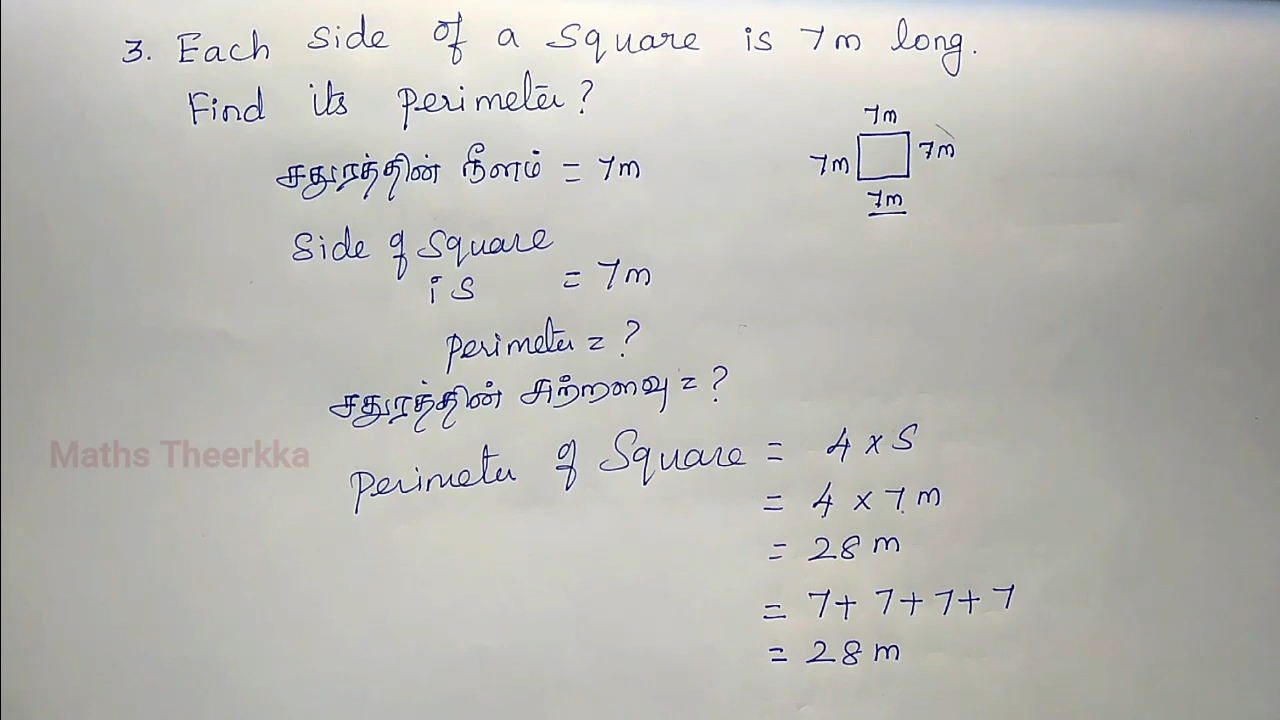 3. Each side of a square is 7m long.
Find its perimeter?
7m
7m 7m
7m
சதுரத்தின் நீளம் = 7m
Side of Square
is = 7m
perimeter = ?
சதுரத்தின் சுற்றளவு = ?
Maths Theerkka
Perimeter of Square = 4 x S
= 4 x 7m
= 28 m
= 7+ 7+7+7
= 28 m